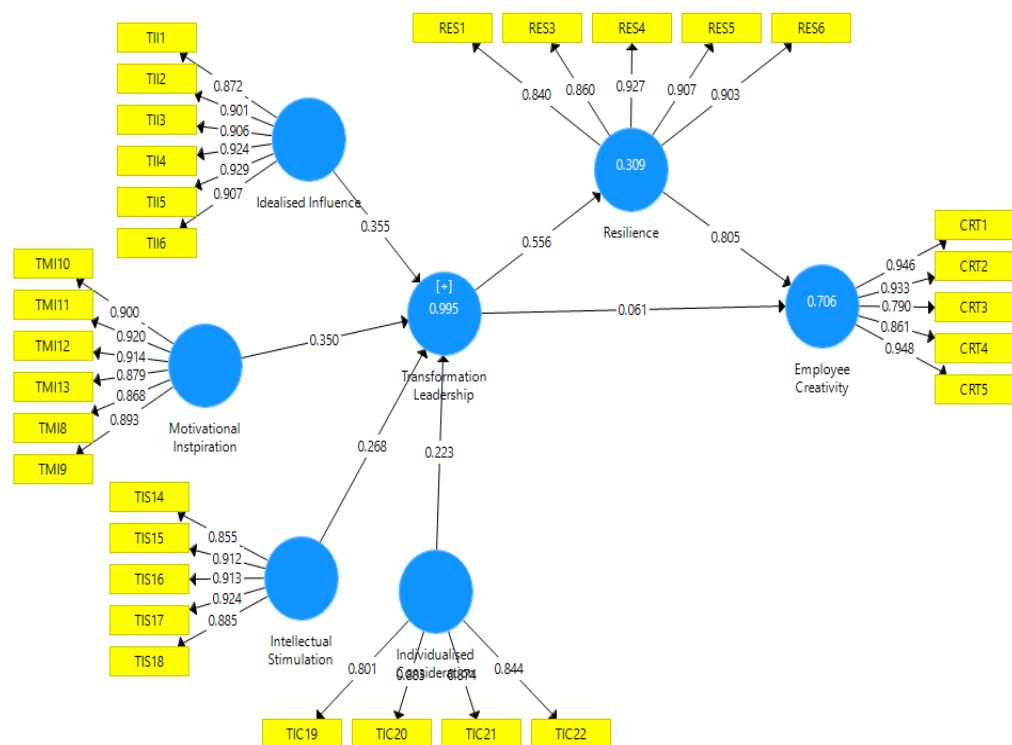 RES1
RES3
RES4
RES5
RES6
0.840
0.860
0.927
0.907
0.903
0.309
Resilience
TII1
TII2
TII3
TII4
TII5
TII6
0.872
0.901
0.906
0.924
0.929
0.907
Idealised Influence
0.355
0.556
0.805
TMI10
TMI11
TMI12
TMI13
TMI8
TMI9
0.900
0.920
0.914
0.879
0.868
0.893
Motivational
Instpiration
0.350
[+]
0.995
Transformation
Leadership
0.061
0.706
Employee
Creativity
CRT1
CRT2
CRT3
CRT4
CRT5
0.946
0.933
0.790
0.861
0.948
0.268
0.223
TIS14
TIS15
TIS16
TIS17
TIS18
0.855
0.912
0.913
0.924
0.885
Intellectual
Stimulation
Individualised
Consideration
0.801
0.883
0.874
0.844
TIC19
TIC20
TIC21
TIC22